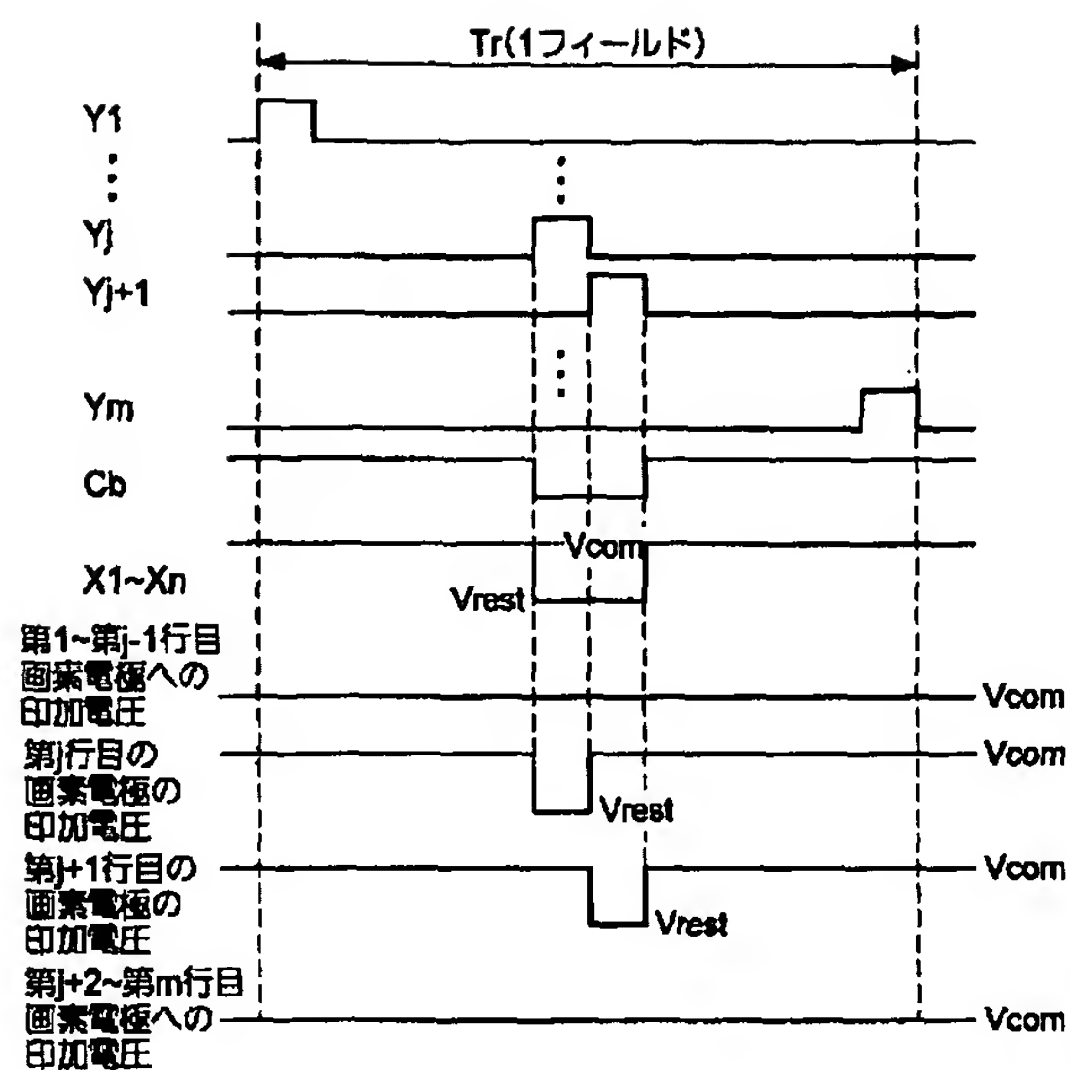 Tr(1フィールド)
Y1
Yj
Yj+1
Ym
Cb
Vcom
X1~Xn
Vrest
第1~第j-1行目
画素電極への
印加電圧
Vcom
第j行目の
画素電極の
印加電圧
Vcom
Vrest
第j+1行目の
画素電極の
印加電圧
Vcom
Vrest
第j+2~第m行目
画素電極への
印加電圧
Vcom